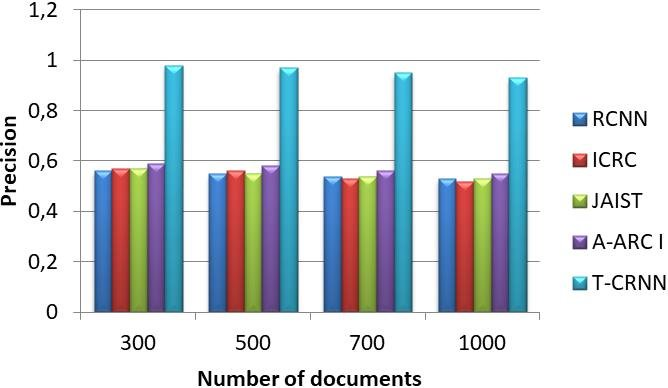 1,2
1
0,8
0,6
0,4
0,2
0
Precision
300 500 700 1000
Number of documents
RCNN
ICRC
JAIST
A-ARC I
T-CRNN